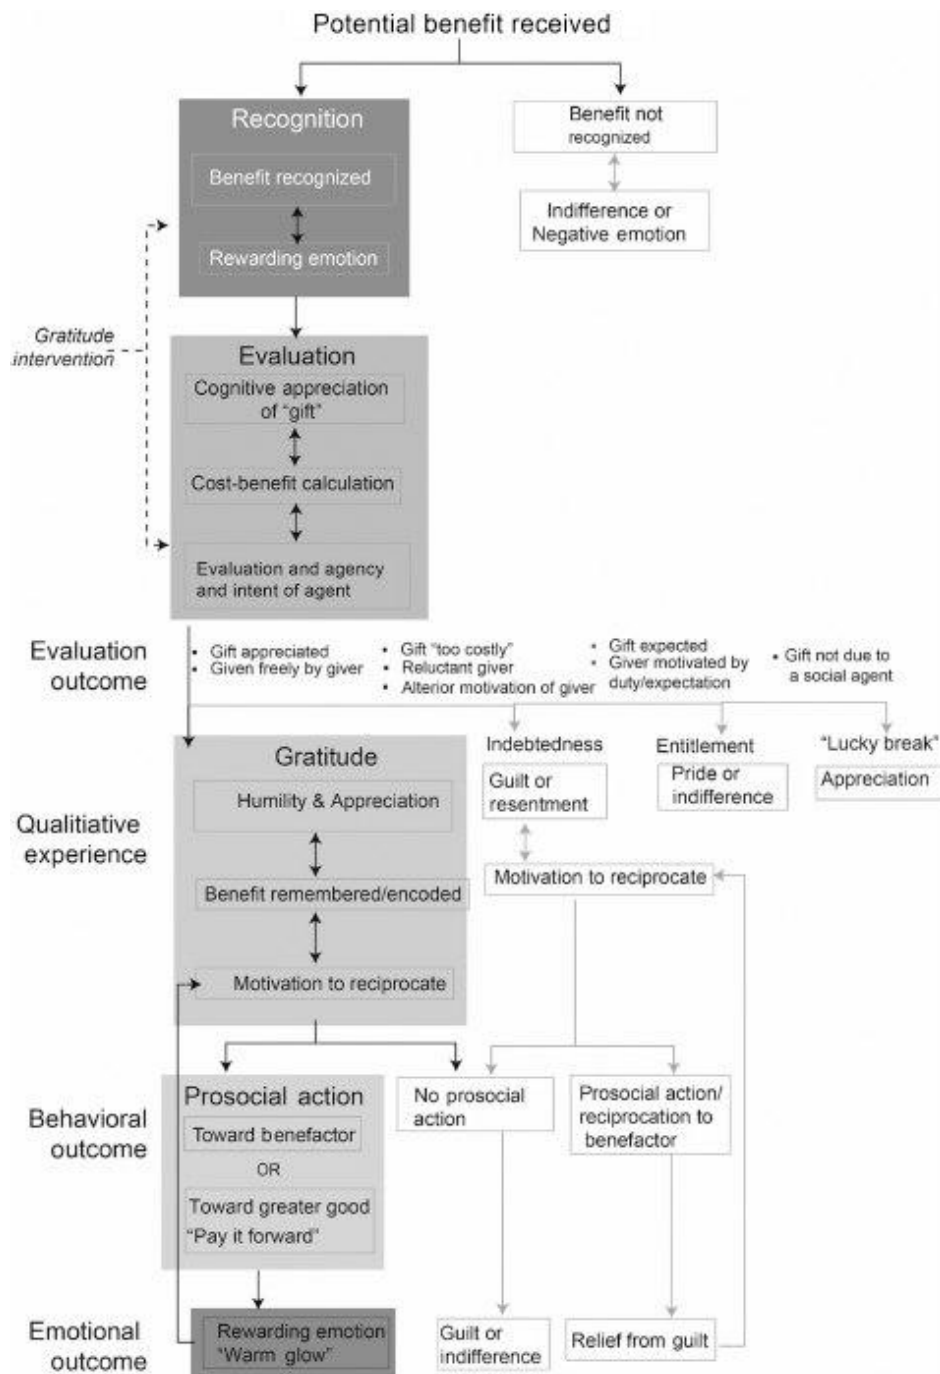 Potential benefit received
Recognition
Benefit recognized
Rewarding emotion
Benefit not
recognized
Indifference or
Negative emotion
Gratitude
intervention
Evaluation
Cognitive appreciation
of “gift”
Cost-benefit calculation
Evaluation and agency
and intent of agent
Evaluation
outcome
• Gift appreciated
• Given freely by giver
• Gift “too costly”
• Reluctant giver
• Alterior motivation of giver
• Gift expected
• Giver motivated by
duty/expectation
• Gift not due to
a social agent
Qualitiative
experience
Gratitude
Humility & Appreciation
Benefit remembered/encoded
Motivation to reciprocate
Indebtedness
Guilt or
resentment
Motivation to reciprocate
Entitlement
Pride or
indifference
“Lucky break”
Appreciation
Behavioral
outcome
Prosocial action
Toward benefactor
OR
Toward greater good
“Pay it forward”
No prosocial
action
Prosocial action/
reciprocation to
benefactor
Emotional
outcome
Rewarding emotion
“Warm glow”
Guilt or
indifference
Relief from guilt